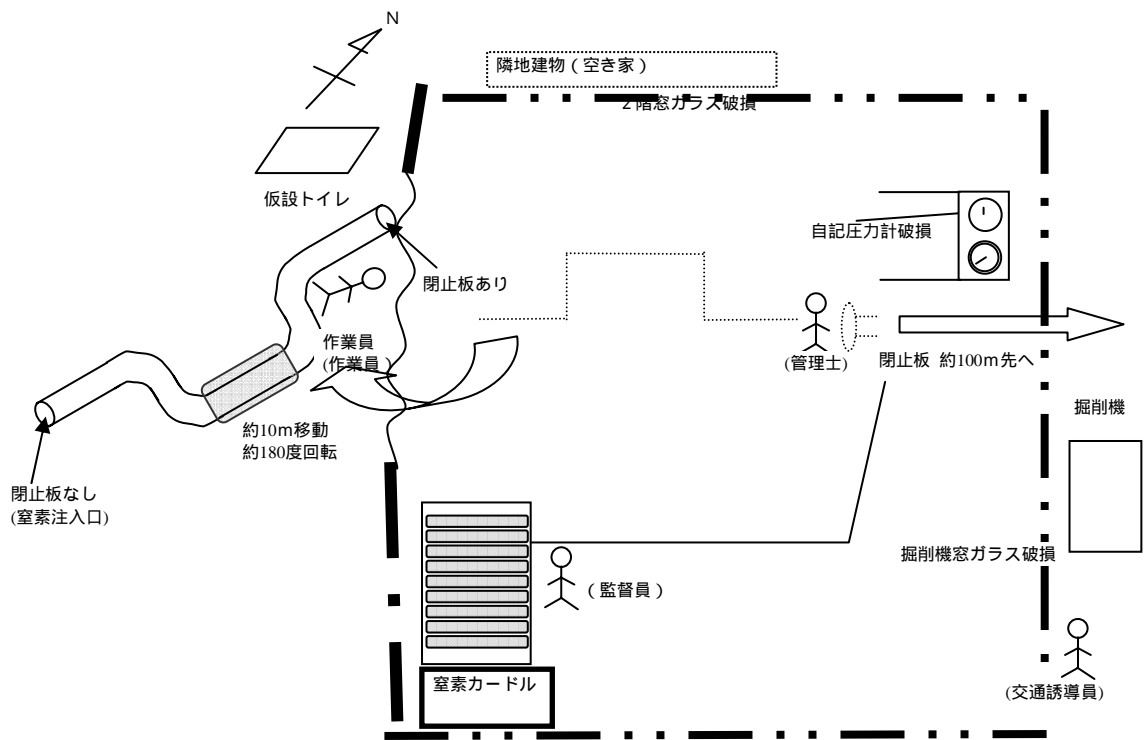 N
隣地建物(空き家)
2階窓ガラス破損
仮設トイレ
自記圧力計破損
閉止板あり
作業員
(作業員)
(管理士)
閉止板 約100m先へ
掘削機
約10m移動
約180度回転
閉止板なし
(窒素注入口)
掘削機窓ガラス破損
(監督員)
窒素カードル
(交通誘導員)